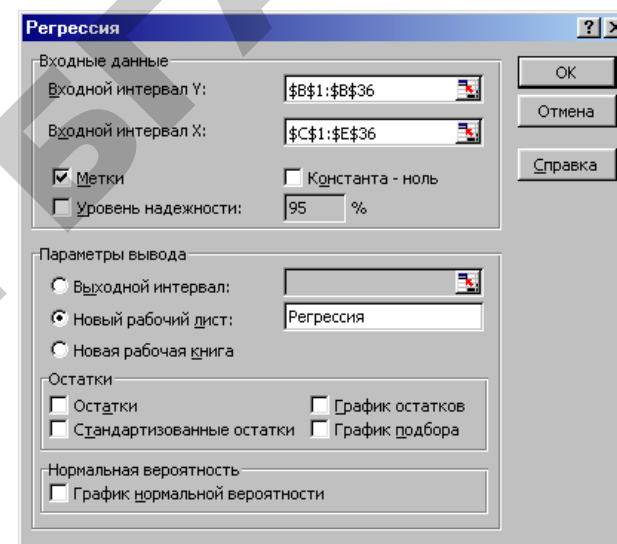 Регрессия
Входные данные
Входной интервал Y: $B$1:$B$36
Входной интервал X: $C$1:$E$36
Метки Константа - ноль
Уровень надежности: 95 %
Параметры вывода
Выходной интервал:
Новый рабочий лист: Регрессия
Новая рабочая книга
Остатки
Остатки График остатков
Стандартизованные остатки График подбора
Нормальная вероятность
График нормальной вероятности
OK
Отмена
Справка